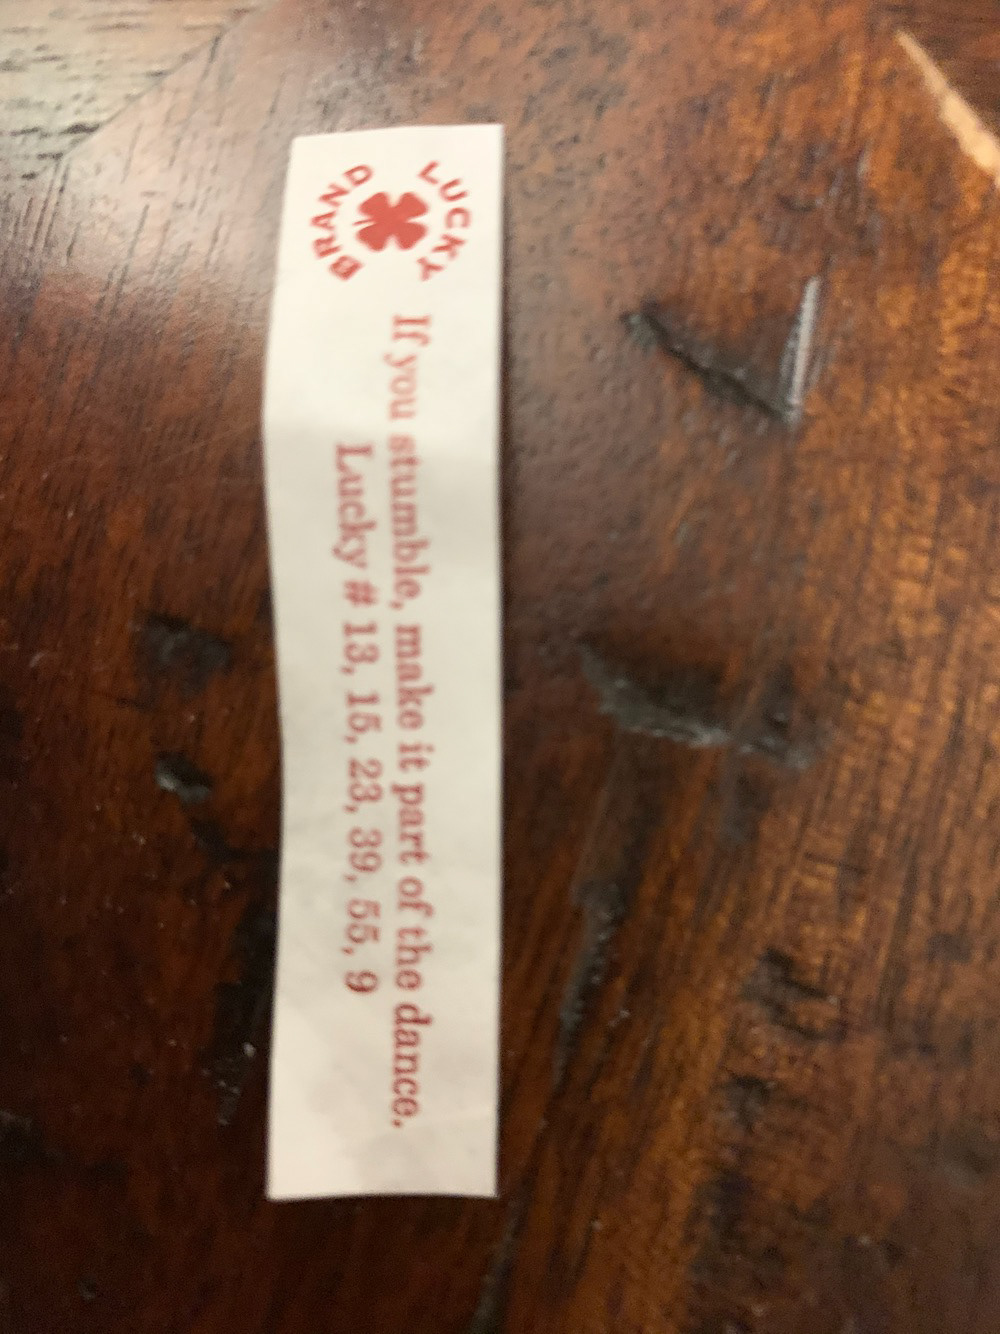 LUCKY
BRAND
If you stumble, make it part of the dance.
Lucky # 13, 15, 23, 39, 55, 9